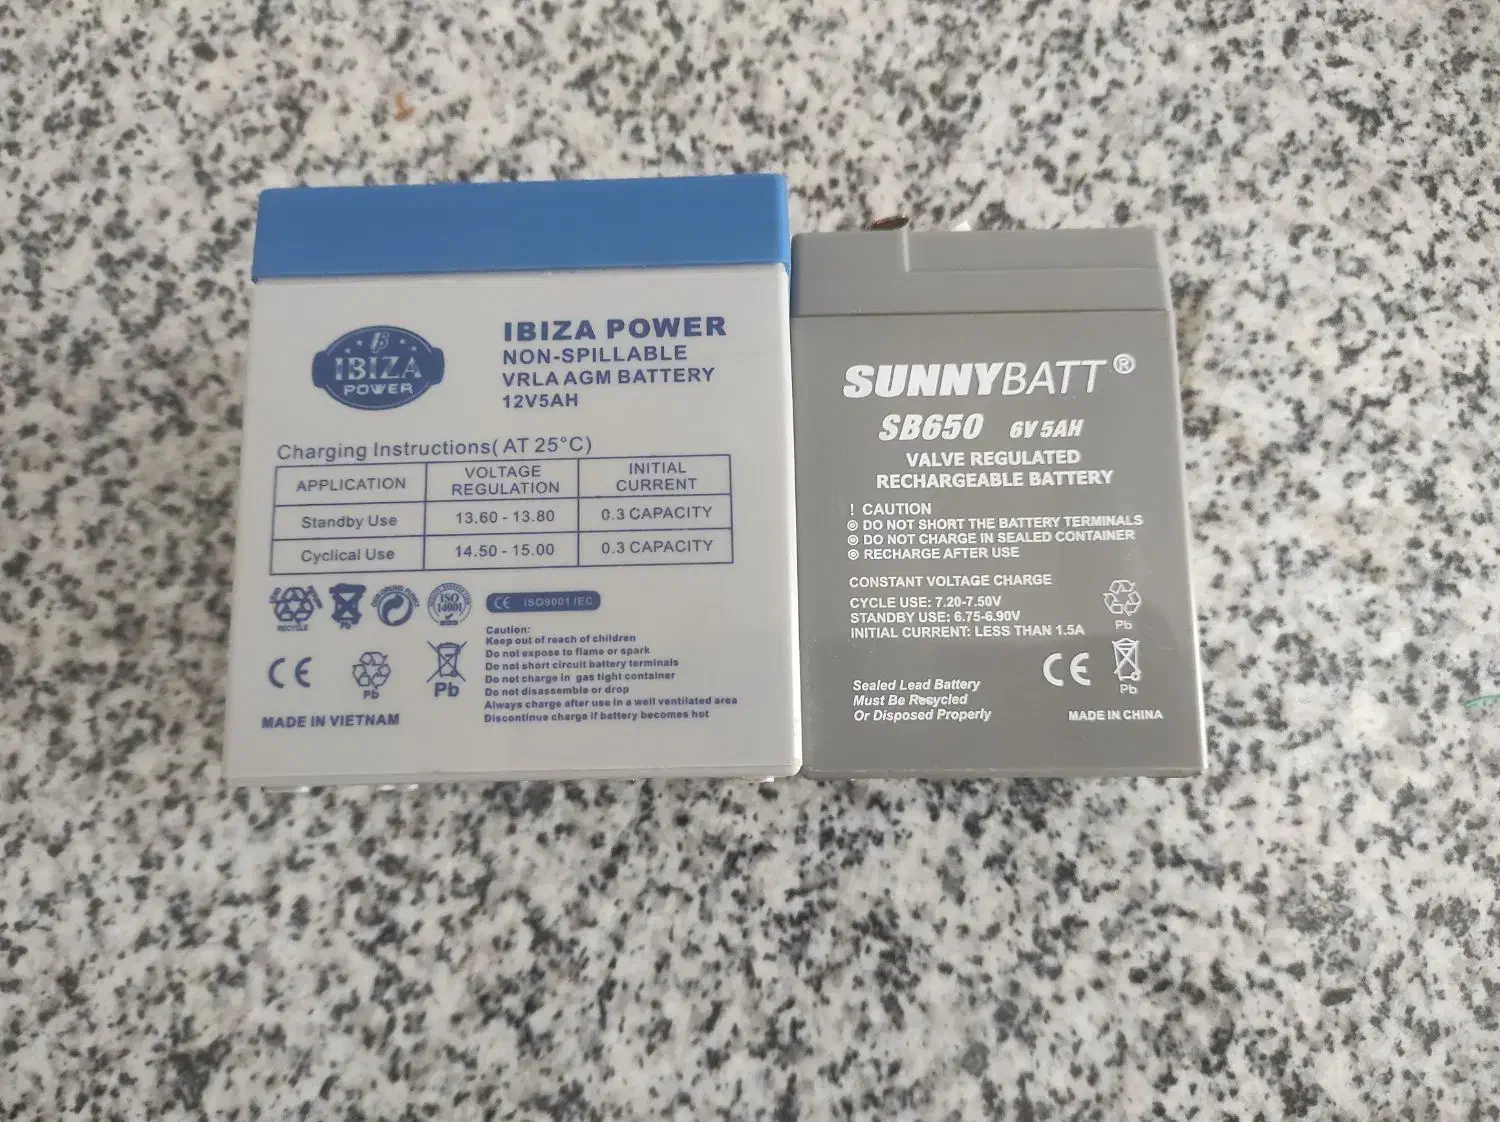 IBIZA
POWER
IBIZA POWER
NON-SPILLABLE
VRLA AGM BATTERY
12V5AH
Charging Instructions( AT 25°C)
APPLICATION VOLTAGE REGULATION INITIAL CURRENT
Standby Use 13.60 - 13.80 0.3 CAPACITY
Cyclical Use 14.50 - 15.00 0.3 CAPACITY
RECYCLE
Pb
ISO
14001
CE ISO9001 IEC
CE
Pb
Pb
MADE IN VIETNAM
Caution:
Keep out of reach of children
Do not expose to flame or spark
Do not short circuit battery terminals
Do not charge in gas tight container
Do not disassemble or drop
Always charge after use in a well ventilated area
Discontinue charge if battery becomes hot
SUNNYBATT®
SB650 6V 5AH
VALVE REGULATED
RECHARGEABLE BATTERY
! CAUTION
DO NOT SHORT THE BATTERY TERMINALS
DO NOT CHARGE IN SEALED CONTAINER
RECHARGE AFTER USE
CONSTANT VOLTAGE CHARGE
CYCLE USE: 7.20-7.50V
STANDBY USE: 6.75-6.90V
INITIAL CURRENT: LESS THAN 1.5A
Pb
CE
Pb
Sealed Lead Battery
Must Be Recycled
Or Disposed Properly
MADE IN CHINA